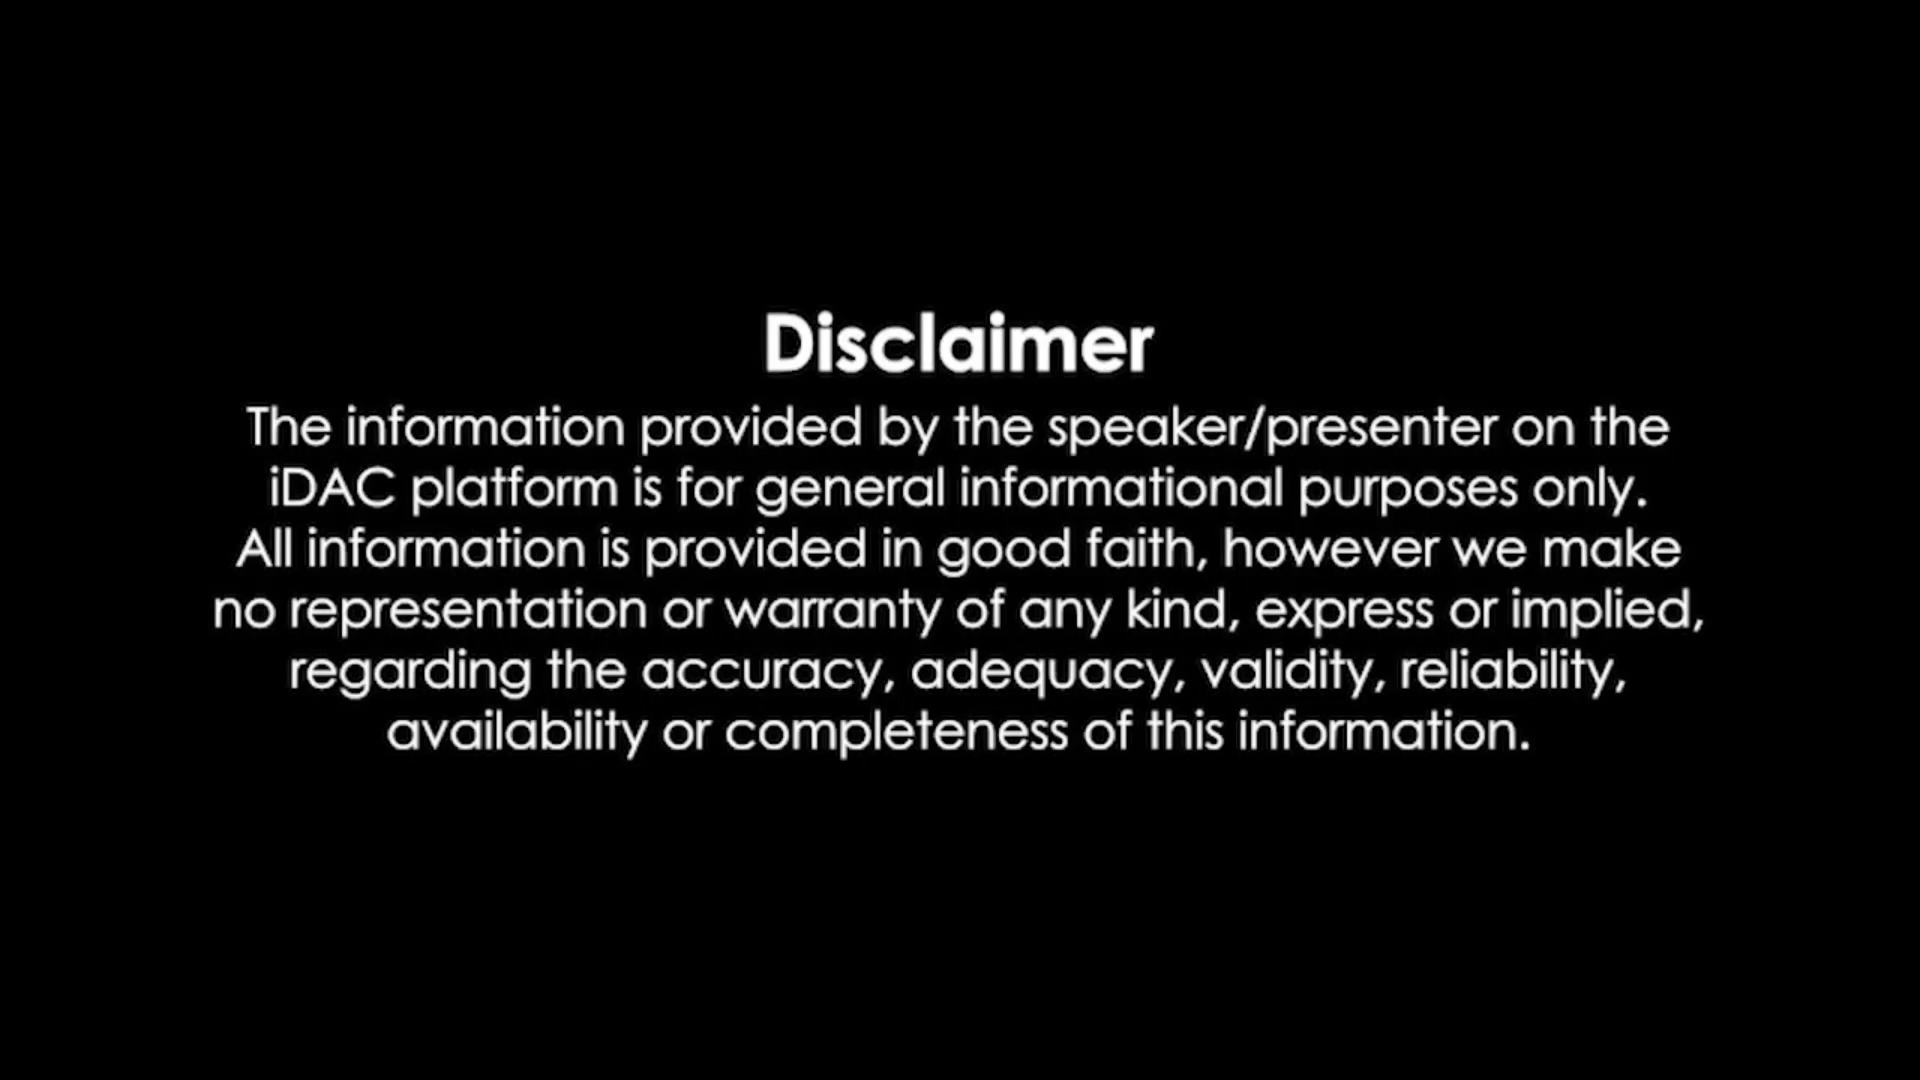 Disclaimer
The information provided by the speaker/presenter on the
iDAC platform is for general informational purposes only.
All information is provided in good faith, however we make
no representation or warranty of any kind, express or implied,
regarding the accuracy, adequacy, validity, reliability,
availability or completeness of this information.